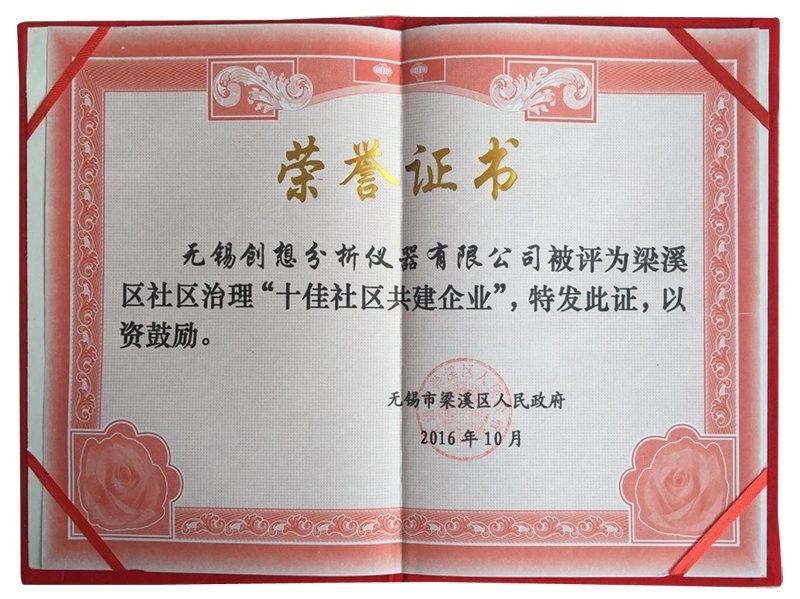 荣誉证书
无锡创想分析仪器有限公司被评为梁溪
区社区治理“十佳社区共建企业”，特发此证，以
资鼓励。
无锡市梁溪区人民政府
2016年10月